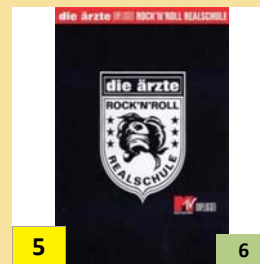 die ärzte ROCK'N'ROLL REALSCHULE
die ärzte
ROCK'N'ROLL
REALSCHULE
MTV
5
6